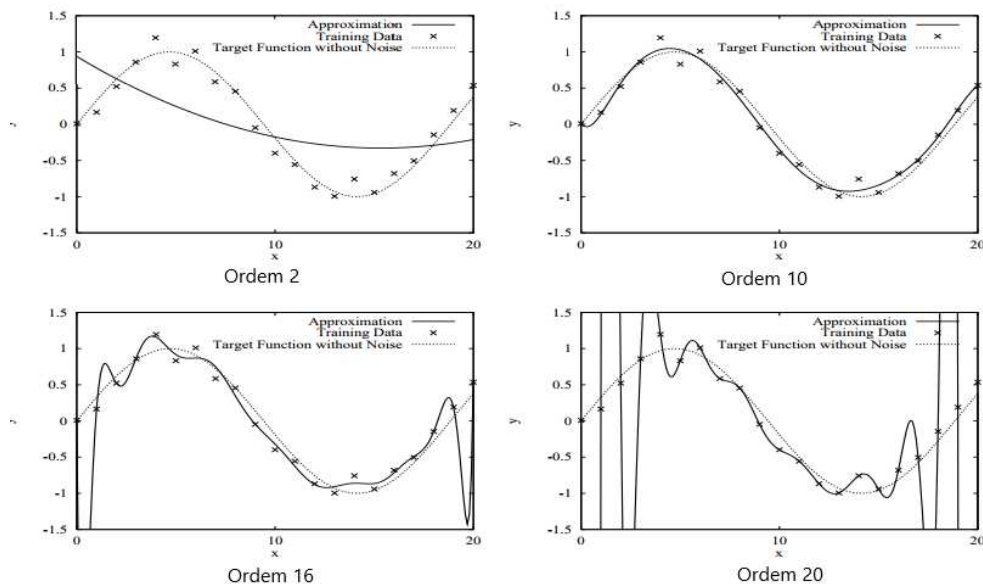 Approximation
Training Data
Target Function without Noise
1
0.5
0
-0.5
-1
-1.5
0
10
20
x
Ordem 2
Approximation
Training Data
Target Function without Noise
y
1
0.5
0
-0.5
-1
-1.5
0
10
20
x
Ordem 10
Approximation
Training Data
Target Function without Noise
1.5
1
0.5
0
-0.5
-1
-1.5
0
10
20
x
Ordem 16
Approximation
Training Data
Target Function without Noise
y
1.5
1
0.5
0
-0.5
-1
-1.5
0
10
20
x
Ordem 20